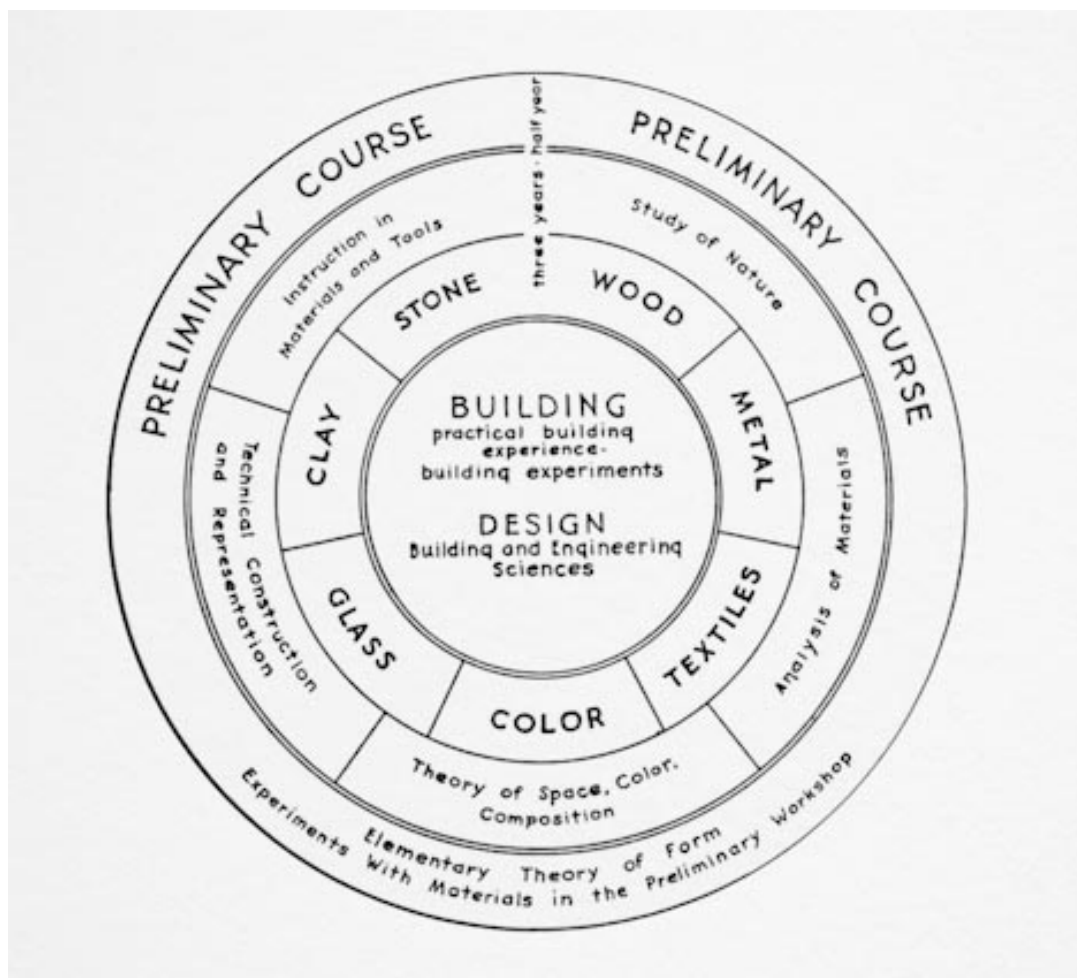 PRELIMINARY COURSE
PRELIMINARY COURSE
three years · half year
Instruction in
Materials and Tools
Study of Nature
STONE
WOOD
CLAY
METAL
BUILDING
practical building
experience-
building experiments
DESIGN
Building and Engineering
Sciences
Technical Construction
and Representation
Analysis of Materials
GLASS
TEXTILES
COLOR
Theory of Space, Color,
Composition
Elementary Theory of Form
Experiments With Materials in the Preliminary Workshop